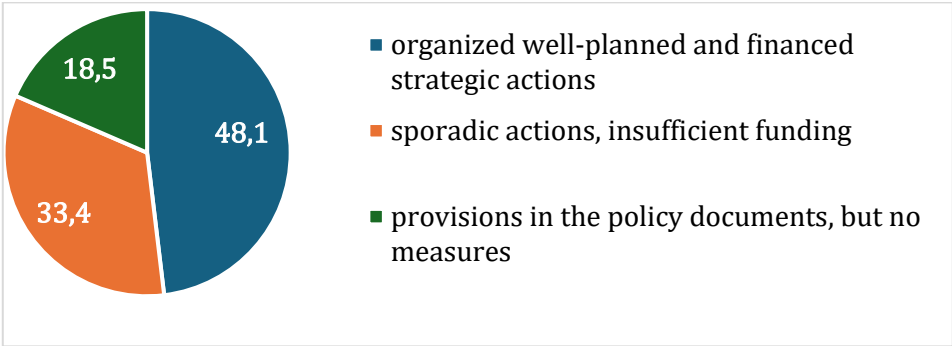 18,5
48,1
33,4
organized well-planned and financed
strategic actions
sporadic actions, insufficient funding
provisions in the policy documents, but no
measures